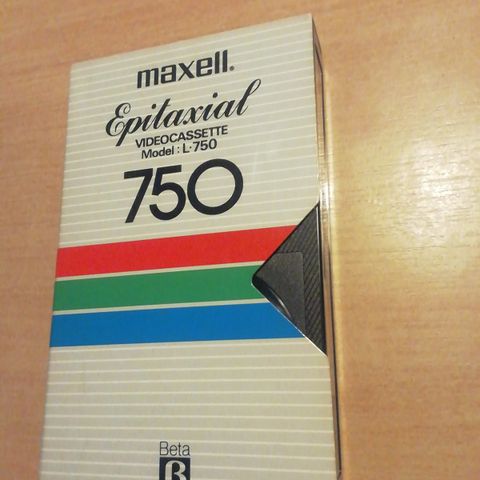 maxell.
Epitaxial
VIDEOCASSETTE
Model: L-750
750
Beta
β